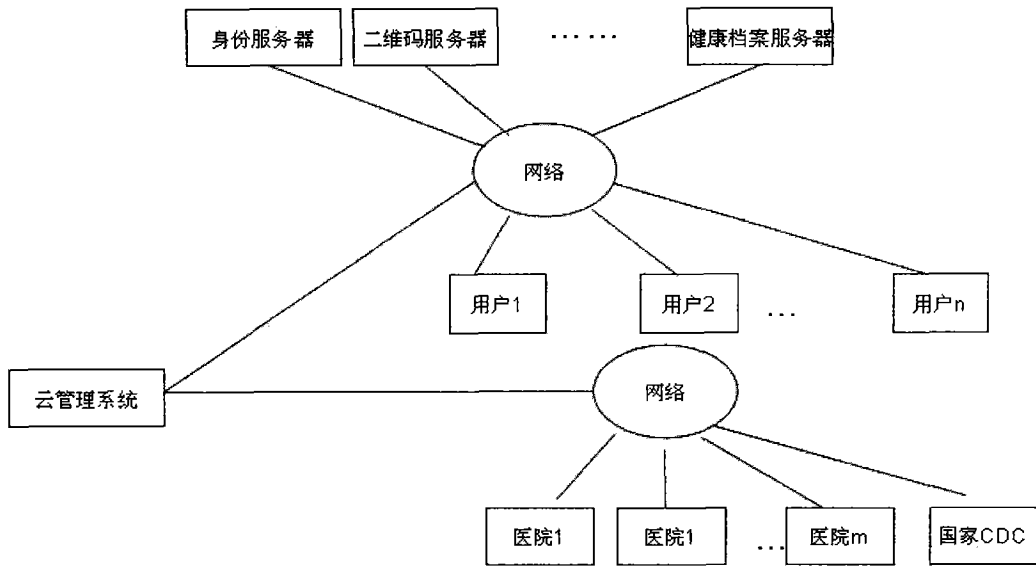 身份服务器 二维码服务器 …… 健康档案服务器
网络
用户1 用户2 … 用户n
云管理系统 网络
医院1 医院1 … 医院m 国家CDC